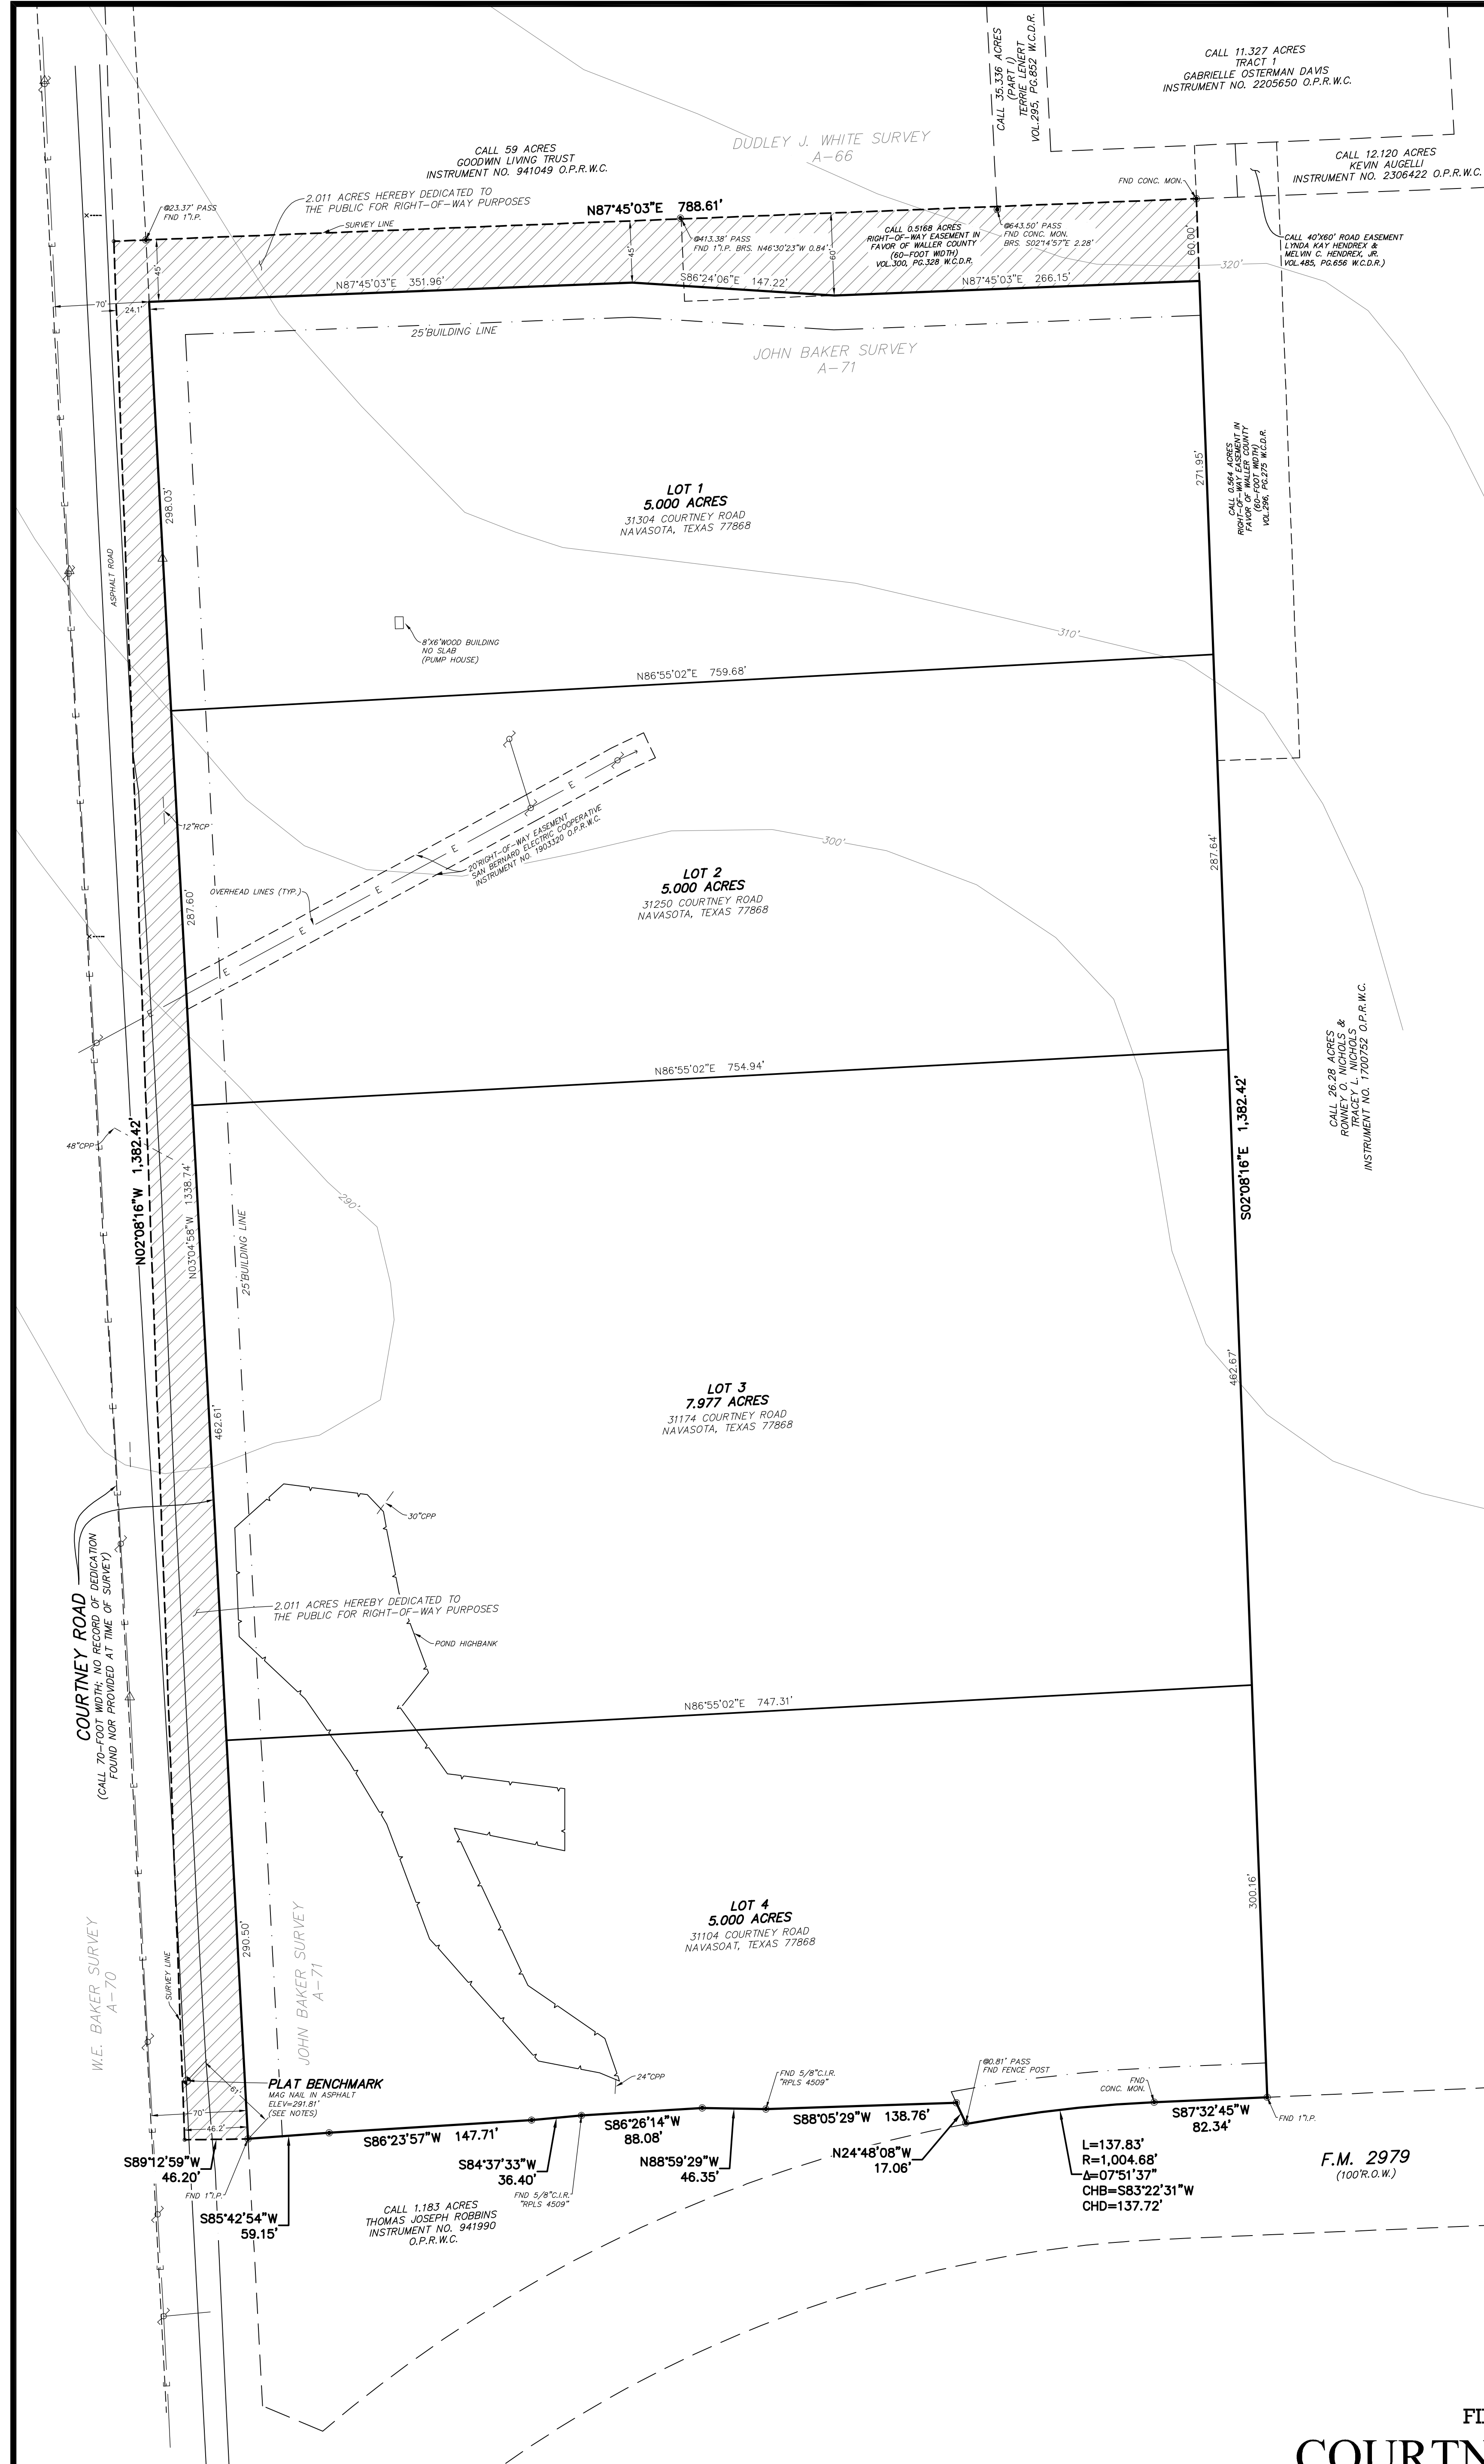 CALL 35.336 ACRES
(PART I)
TERRIE LENERT
VOL.295, PG.852 W.C.D.R.
CALL 11.327 ACRES
TRACT 1
GABRIELLE OSTERMAN DAVIS
INSTRUMENT NO. 2205650 O.P.R.W.C.
CALL 59 ACRES
GOODWIN LIVING TRUST
INSTRUMENT NO. 941049 O.P.R.W.C.
DUDLEY J. WHITE SURVEY
A-66
CALL 12.120 ACRES
KEVIN AUGELLI
INSTRUMENT NO. 2306422 O.P.R.W.C.
FND CONC. MON.
@23.37' PASS
FND 1"I.P.
2.011 ACRES HEREBY DEDICATED TO
THE PUBLIC FOR RIGHT-OF-WAY PURPOSES
SURVEY LINE
N87°45'03"E 788.61'
@413.38' PASS
FND 1"I.P. BRS. N46°30'23"W 0.84'
CALL 0.5168 ACRES
RIGHT-OF-WAY EASEMENT IN
FAVOR OF WALLER COUNTY
(60-FOOT WIDTH)
VOL.300, PG.328 W.C.D.R.
@643.50' PASS
FND CONC. MON.
BRS. S02°14'57"E 2.28'
60.00'
CALL 40'X60' ROAD EASEMENT
LYNDA KAY HENDREX &
MELVIN C. HENDREX, JR.
VOL.485, PG.656 W.C.D.R.)
320'
45'
45'
60'
70'
24.1'
N87°45'03"E 351.96'
S86°24'06"E 147.22'
N87°45'03"E 266.15'
25'BUILDING LINE
JOHN BAKER SURVEY
A-71
ASPHALT ROAD
298.03'
271.95'
CALL 0.564 ACRES
RIGHT-OF-WAY EASEMENT IN
FAVOR OF WALLER COUNTY
(60-FOOT WIDTH)
VOL.296, PG.275 W.C.D.R.
LOT 1
5.000 ACRES
31304 COURTNEY ROAD
NAVASOTA, TEXAS 77868
8'X6'WOOD BUILDING
NO SLAB
(PUMP HOUSE)
310'
N86°55'02"E 759.68'
12"RCP
20'RIGHT-OF-WAY EASEMENT
SAN BERNARD ELECTRIC COOPERATIVE
INSTRUMENT NO. 1903320 O.P.R.W.C.
E
E
E
E
E
E
OVERHEAD LINES (TYP.)
300'
287.60'
287.64'
LOT 2
5.000 ACRES
31250 COURTNEY ROAD
NAVASOTA, TEXAS 77868
CALL 26.28 ACRES
RONNEY O. NICHOLS &
TRACEY L. NICHOLS
INSTRUMENT NO. 1700752 O.P.R.W.C.
N86°55'02"E 754.94'
48"CPP
N02°08'16"W 1,382.42'
N03°04'58"W 1338.74'
S02°08'16"E 1,382.42'
290'
25'BUILDING LINE
462.61'
462.67'
LOT 3
7.977 ACRES
31174 COURTNEY ROAD
NAVASOTA, TEXAS 77868
30"CPP
COURTNEY ROAD
(CALL 70-FOOT WIDTH; NO RECORD OF DEDICATION
FOUND NOR PROVIDED AT TIME OF SURVEY)
2.011 ACRES HEREBY DEDICATED TO
THE PUBLIC FOR RIGHT-OF-WAY PURPOSES
POND HIGHBANK
N86°55'02"E 747.31'
290.50'
300.16'
LOT 4
5.000 ACRES
31104 COURTNEY ROAD
NAVASOAT, TEXAS 77868
W.E. BAKER SURVEY
A-70
SURVEY LINE
JOHN BAKER SURVEY
A-71
61'
PLAT BENCHMARK
MAG NAIL IN ASPHALT
ELEV=291.81'
(SEE NOTES)
70'
46.2'
24"CPP
FND 5/8"C.I.R.
"RPLS 4509"
@0.81' PASS
FND FENCE POST
FND
CONC. MON.
FND 1"I.P.
S89°12'59"W
46.20'
FND 1"I.P.
S85°42'54"W
59.15'
S86°23'57"W 147.71'
S84°37'33"W
36.40'
FND 5/8"C.I.R.
"RPLS 4509"
S86°26'14"W
88.08'
N88°59'29"W
46.35'
S88°05'29"W 138.76'
N24°48'08"W
17.06'
L=137.83'
R=1,004.68'
Δ=07°51'37"
CHB=S83°22'31"W
CHD=137.72'
S87°32'45"W
82.34'
F.M. 2979
(100'R.O.W.)
CALL 1.183 ACRES
THOMAS JOSEPH ROBBINS
INSTRUMENT NO. 941990
O.P.R.W.C.